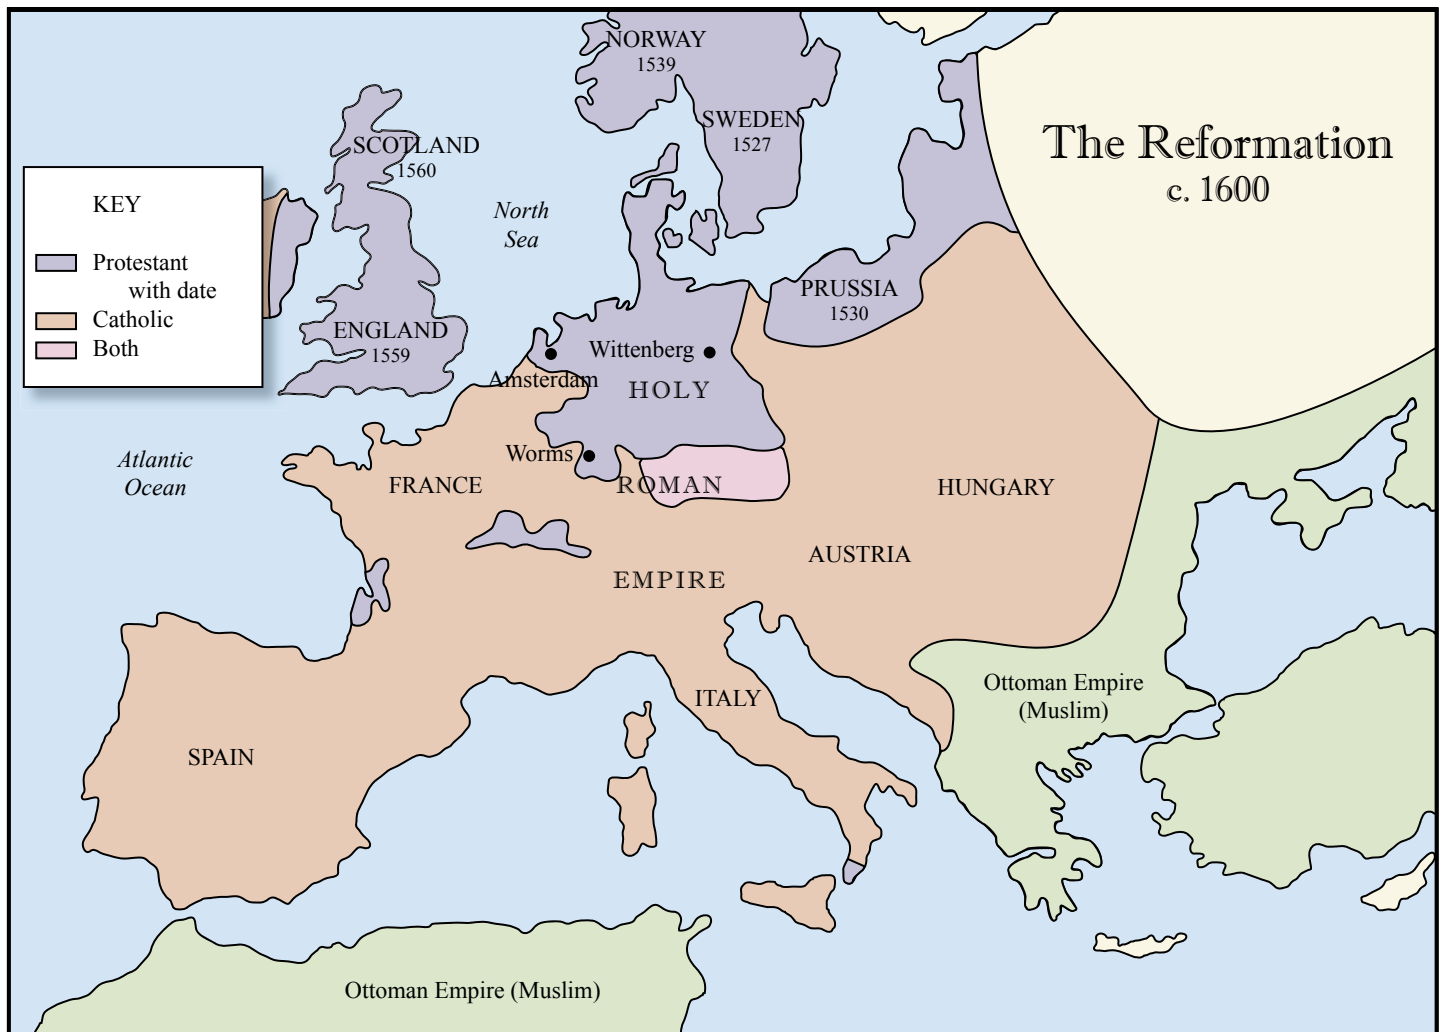 The Reformation
c. 1600
NORWAY
1539
SWEDEN
1527
SCOTLAND
1560
North
Sea
KEY
Protestant
with date
Catholic
Both
PRUSSIA
1530
ENGLAND
1559
Wittenberg
Amsterdam
HOLY
Worms
ROMAN
Atlantic
Ocean
FRANCE
HUNGARY
AUSTRIA
EMPIRE
Ottoman Empire
(Muslim)
ITALY
SPAIN
Ottoman Empire (Muslim)